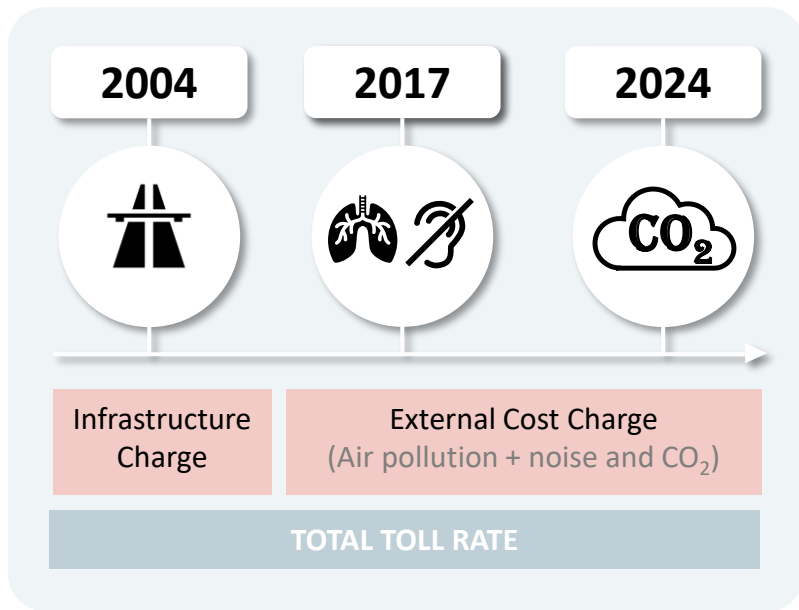 2004
2017
2024
CO₂
Infrastructure
Charge
External Cost Charge
(Air pollution + noise and CO₂)
TOTAL TOLL RATE